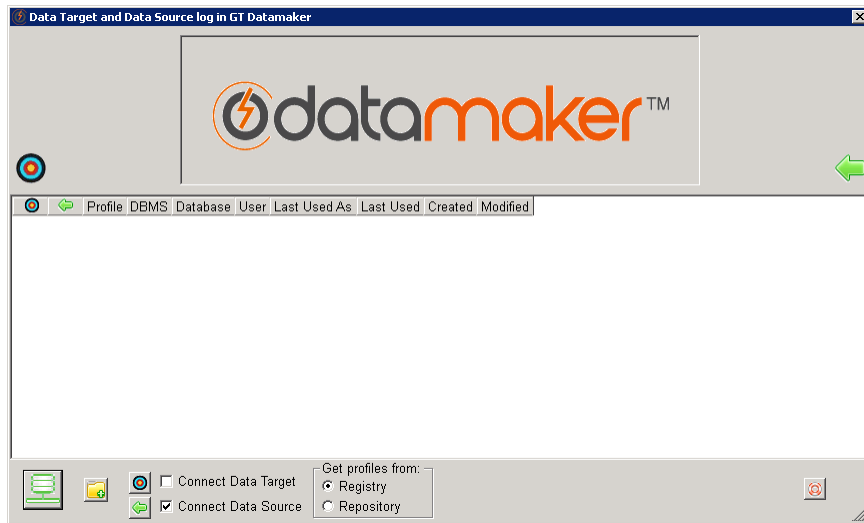 Data Target and Data Source log in GT Datamaker
datamaker™
Profile DBMS Database User Last Used As Last Used Created Modified
Get profiles from:
Connect Data Target
Registry
Connect Data Source
Repository